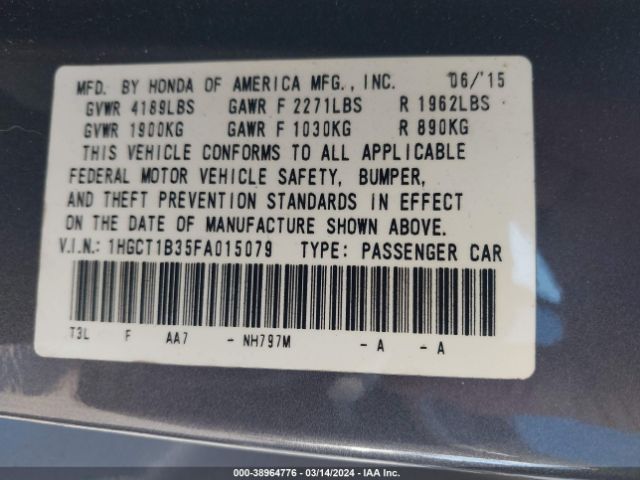 MFD. BY HONDA OF AMERICA MFG., INC. 06/'15
GVWR 4189LBS GAWR F 2271LBS R 1962LBS
GVWR 1900KG GAWR F 1030KG R 890KG
THIS VEHICLE CONFORMS TO ALL APPLICABLE
FEDERAL MOTOR VEHICLE SAFETY, BUMPER,
AND THEFT PREVENTION STANDARDS IN EFFECT
ON THE DATE OF MANUFACTURE SHOWN ABOVE.
V.I.N.: 1HGCT1B35FA015079 TYPE: PASSENGER CAR
T3L F AA7 - NH797M - A - A
000-38964776 - 03/14/2024 - IAA Inc.